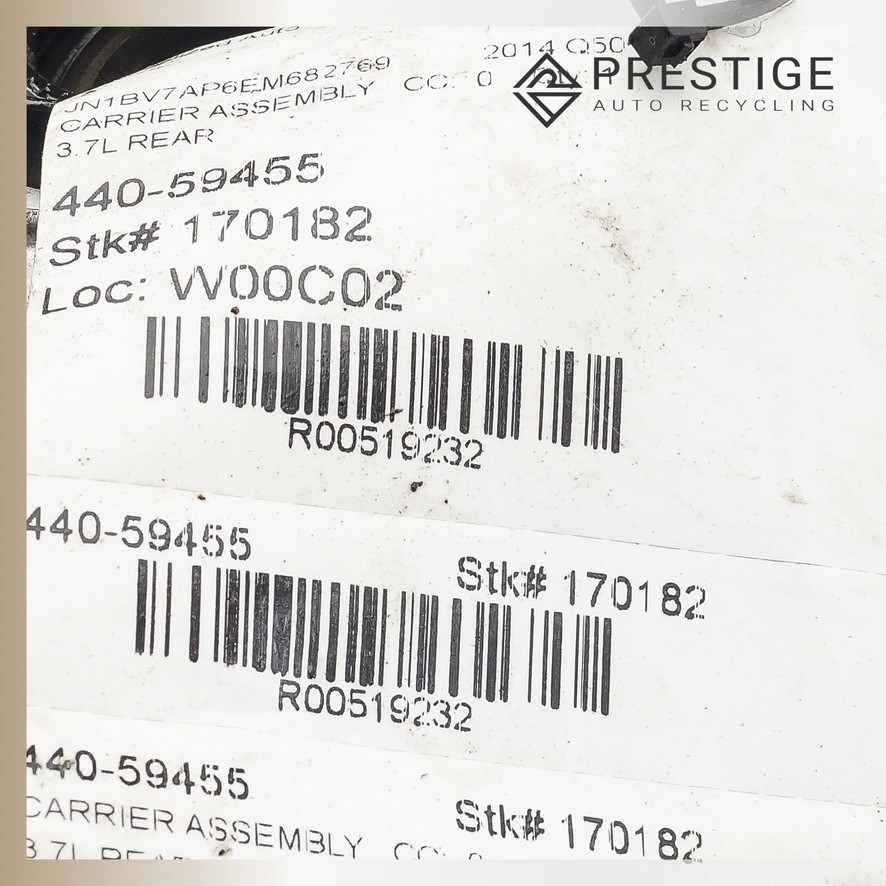 2014 Q50
JN1BV7AP6EM682769
CARRIER ASSEMBLY
3.7L REAR
PRESTIGE
AUTO RECYCLING
440-59455
Stk# 170182
Loc: W00C02
R00519232
440-59455
Stk# 170182
R00519232
440-59455
Stk# 170182
CARRIER ASSEMBLY